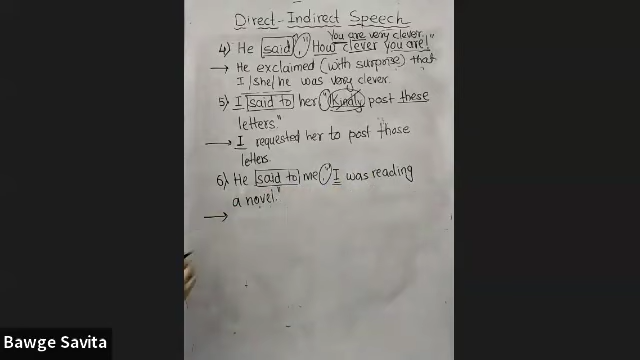 Direct-Indirect Speech
You are very clever.
4) He said, "How clever you are!"
→ He exclaimed (with surprise) that
I/she/he was very clever.
5) I said to her, "Kindly post these
letters."
→ I requested her to post those
letters.
6) He said to me, "I was reading
a novel."
→
Bawge Savita